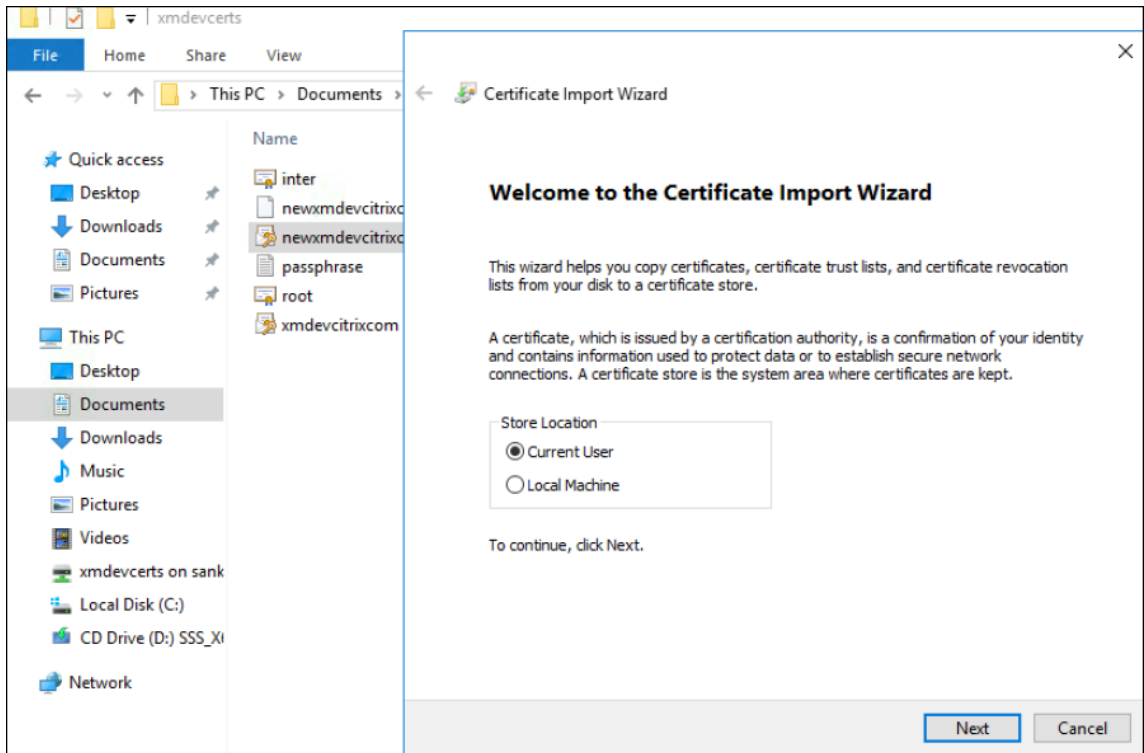 xmdevcerts
File Home Share View
This PC > Documents >
Name
Quick access
Desktop
Downloads
Documents
Pictures
This PC
Desktop
Documents
Downloads
Music
Pictures
Videos
xmdevcerts on sank
Local Disk (C:)
CD Drive (D:) SSS_X
Network
inter
newxmdevcitrixc
newxmdevcitrixc
passphrase
root
xmdevcitrixcom
Certificate Import Wizard
Welcome to the Certificate Import Wizard
This wizard helps you copy certificates, certificate trust lists, and certificate revocation
lists from your disk to a certificate store.
A certificate, which is issued by a certification authority, is a confirmation of your identity
and contains information used to protect data or to establish secure network
connections. A certificate store is the system area where certificates are kept.
Store Location
Current User
Local Machine
To continue, click Next.
Next Cancel